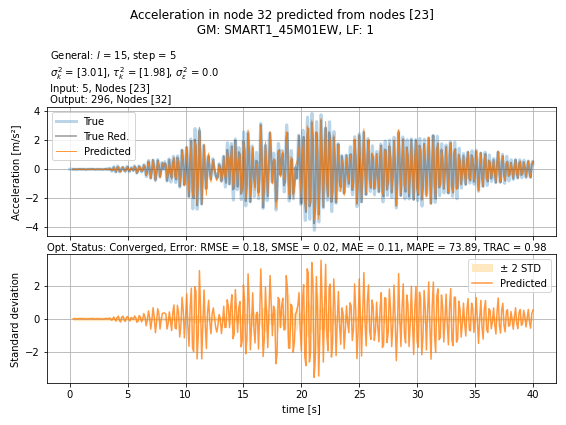 Acceleration in node 32 predicted from nodes [23]
GM: SMART1_45M01EW, LF: 1
General: l = 15, step = 5
σ²ₖ = [3.01], τ²ₖ = [1.98], σ²ε = 0.0
Input: 5, Nodes [23]
Output: 296, Nodes [32]
Acceleration [m/s²]
4
2
0
−2
−4
True
True Red.
Predicted
Opt. Status: Converged, Error: RMSE = 0.18, SMSE = 0.02, MAE = 0.11, MAPE = 73.89, TRAC = 0.98
Standard deviation
2
0
−2
± 2 STD
Predicted
0 5 10 15 20 25 30 35 40
time [s]